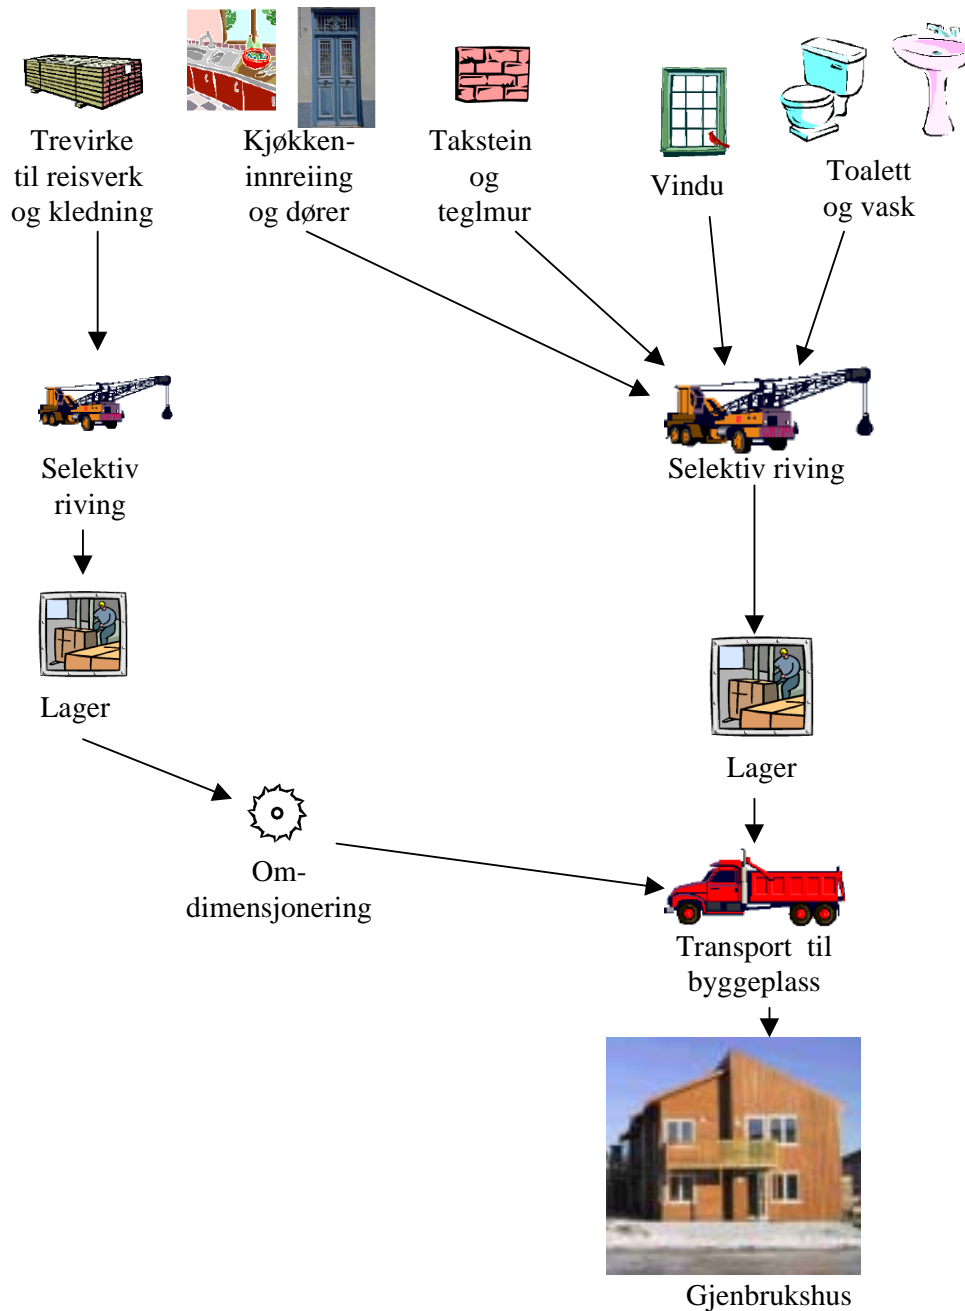 Trevirke
til reisverk
og kledning
Kjøkken-
innreiing
og dører
Takstein
og
teglmur
Vindu
Toalett
og vask
Selektiv
riving
Selektiv riving
Lager
Lager
Om-
dimensjonering
Transport til
byggeplass
Gjenbrukshus